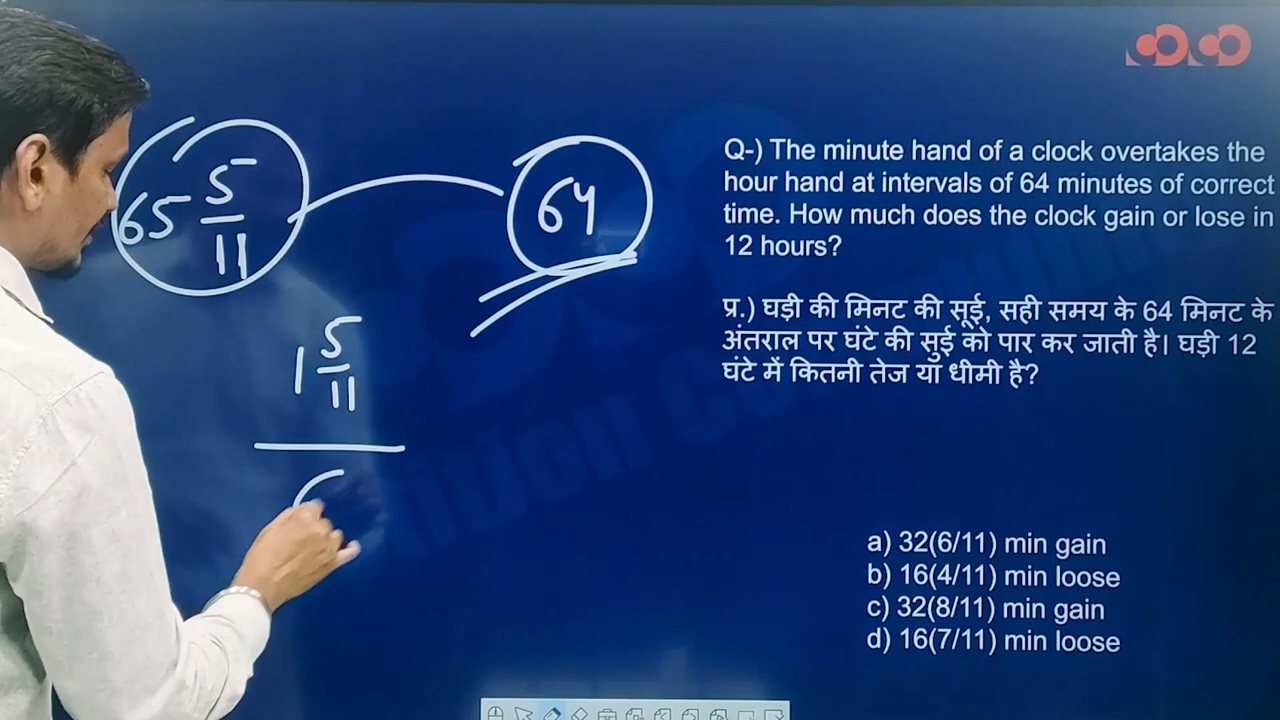 65 5/11
64
1 5/11
Q-) The minute hand of a clock overtakes the
hour hand at intervals of 64 minutes of correct
time. How much does the clock gain or lose in
12 hours?
प्र.) घड़ी की मिनट की सूई, सही समय के 64 मिनट के
अंतराल पर घंटे की सुई को पार कर जाती है। घड़ी 12
घंटे में कितनी तेज या धीमी है?
a) 32(6/11) min gain
b) 16(4/11) min loose
c) 32(8/11) min gain
d) 16(7/11) min loose